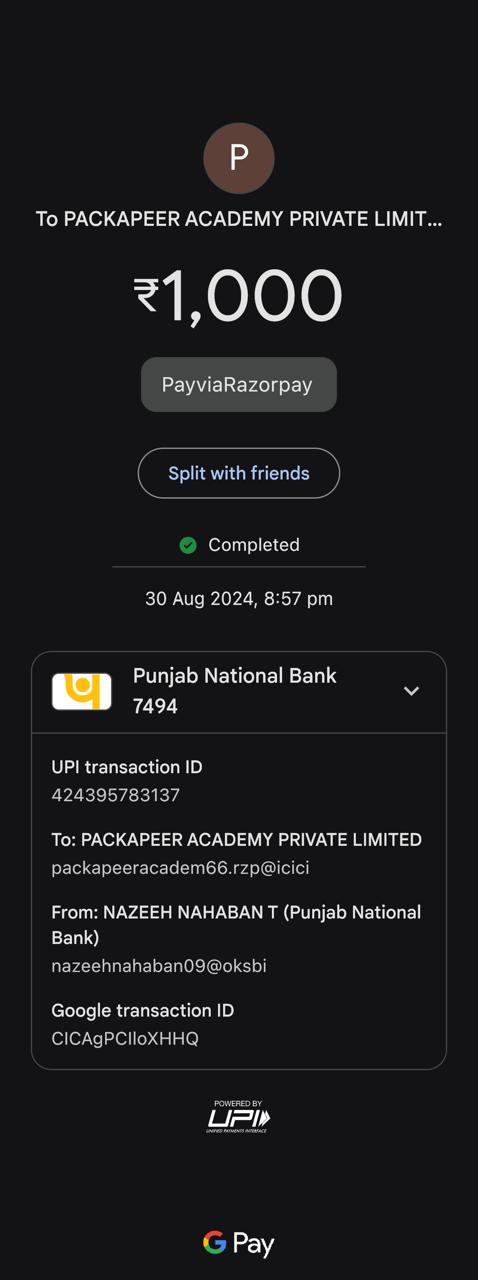 P
To PACKAPEER ACADEMY PRIVATE LIMIT...
₹1,000
PayviaRazorpay
Split with friends
Completed
30 Aug 2024, 8:57 pm
Punjab National Bank
7494
UPI transaction ID
424395783137
To: PACKAPEER ACADEMY PRIVATE LIMITED
packapeeracadem66.rzp@icici
From: NAZEEH NAHABAN T (Punjab National
Bank)
nazeehnahaban09@oksbi
Google transaction ID
CICAgPCIloXHHQ
POWERED BY
UPI
UNIFIED PAYMENTS INTERFACE
G Pay